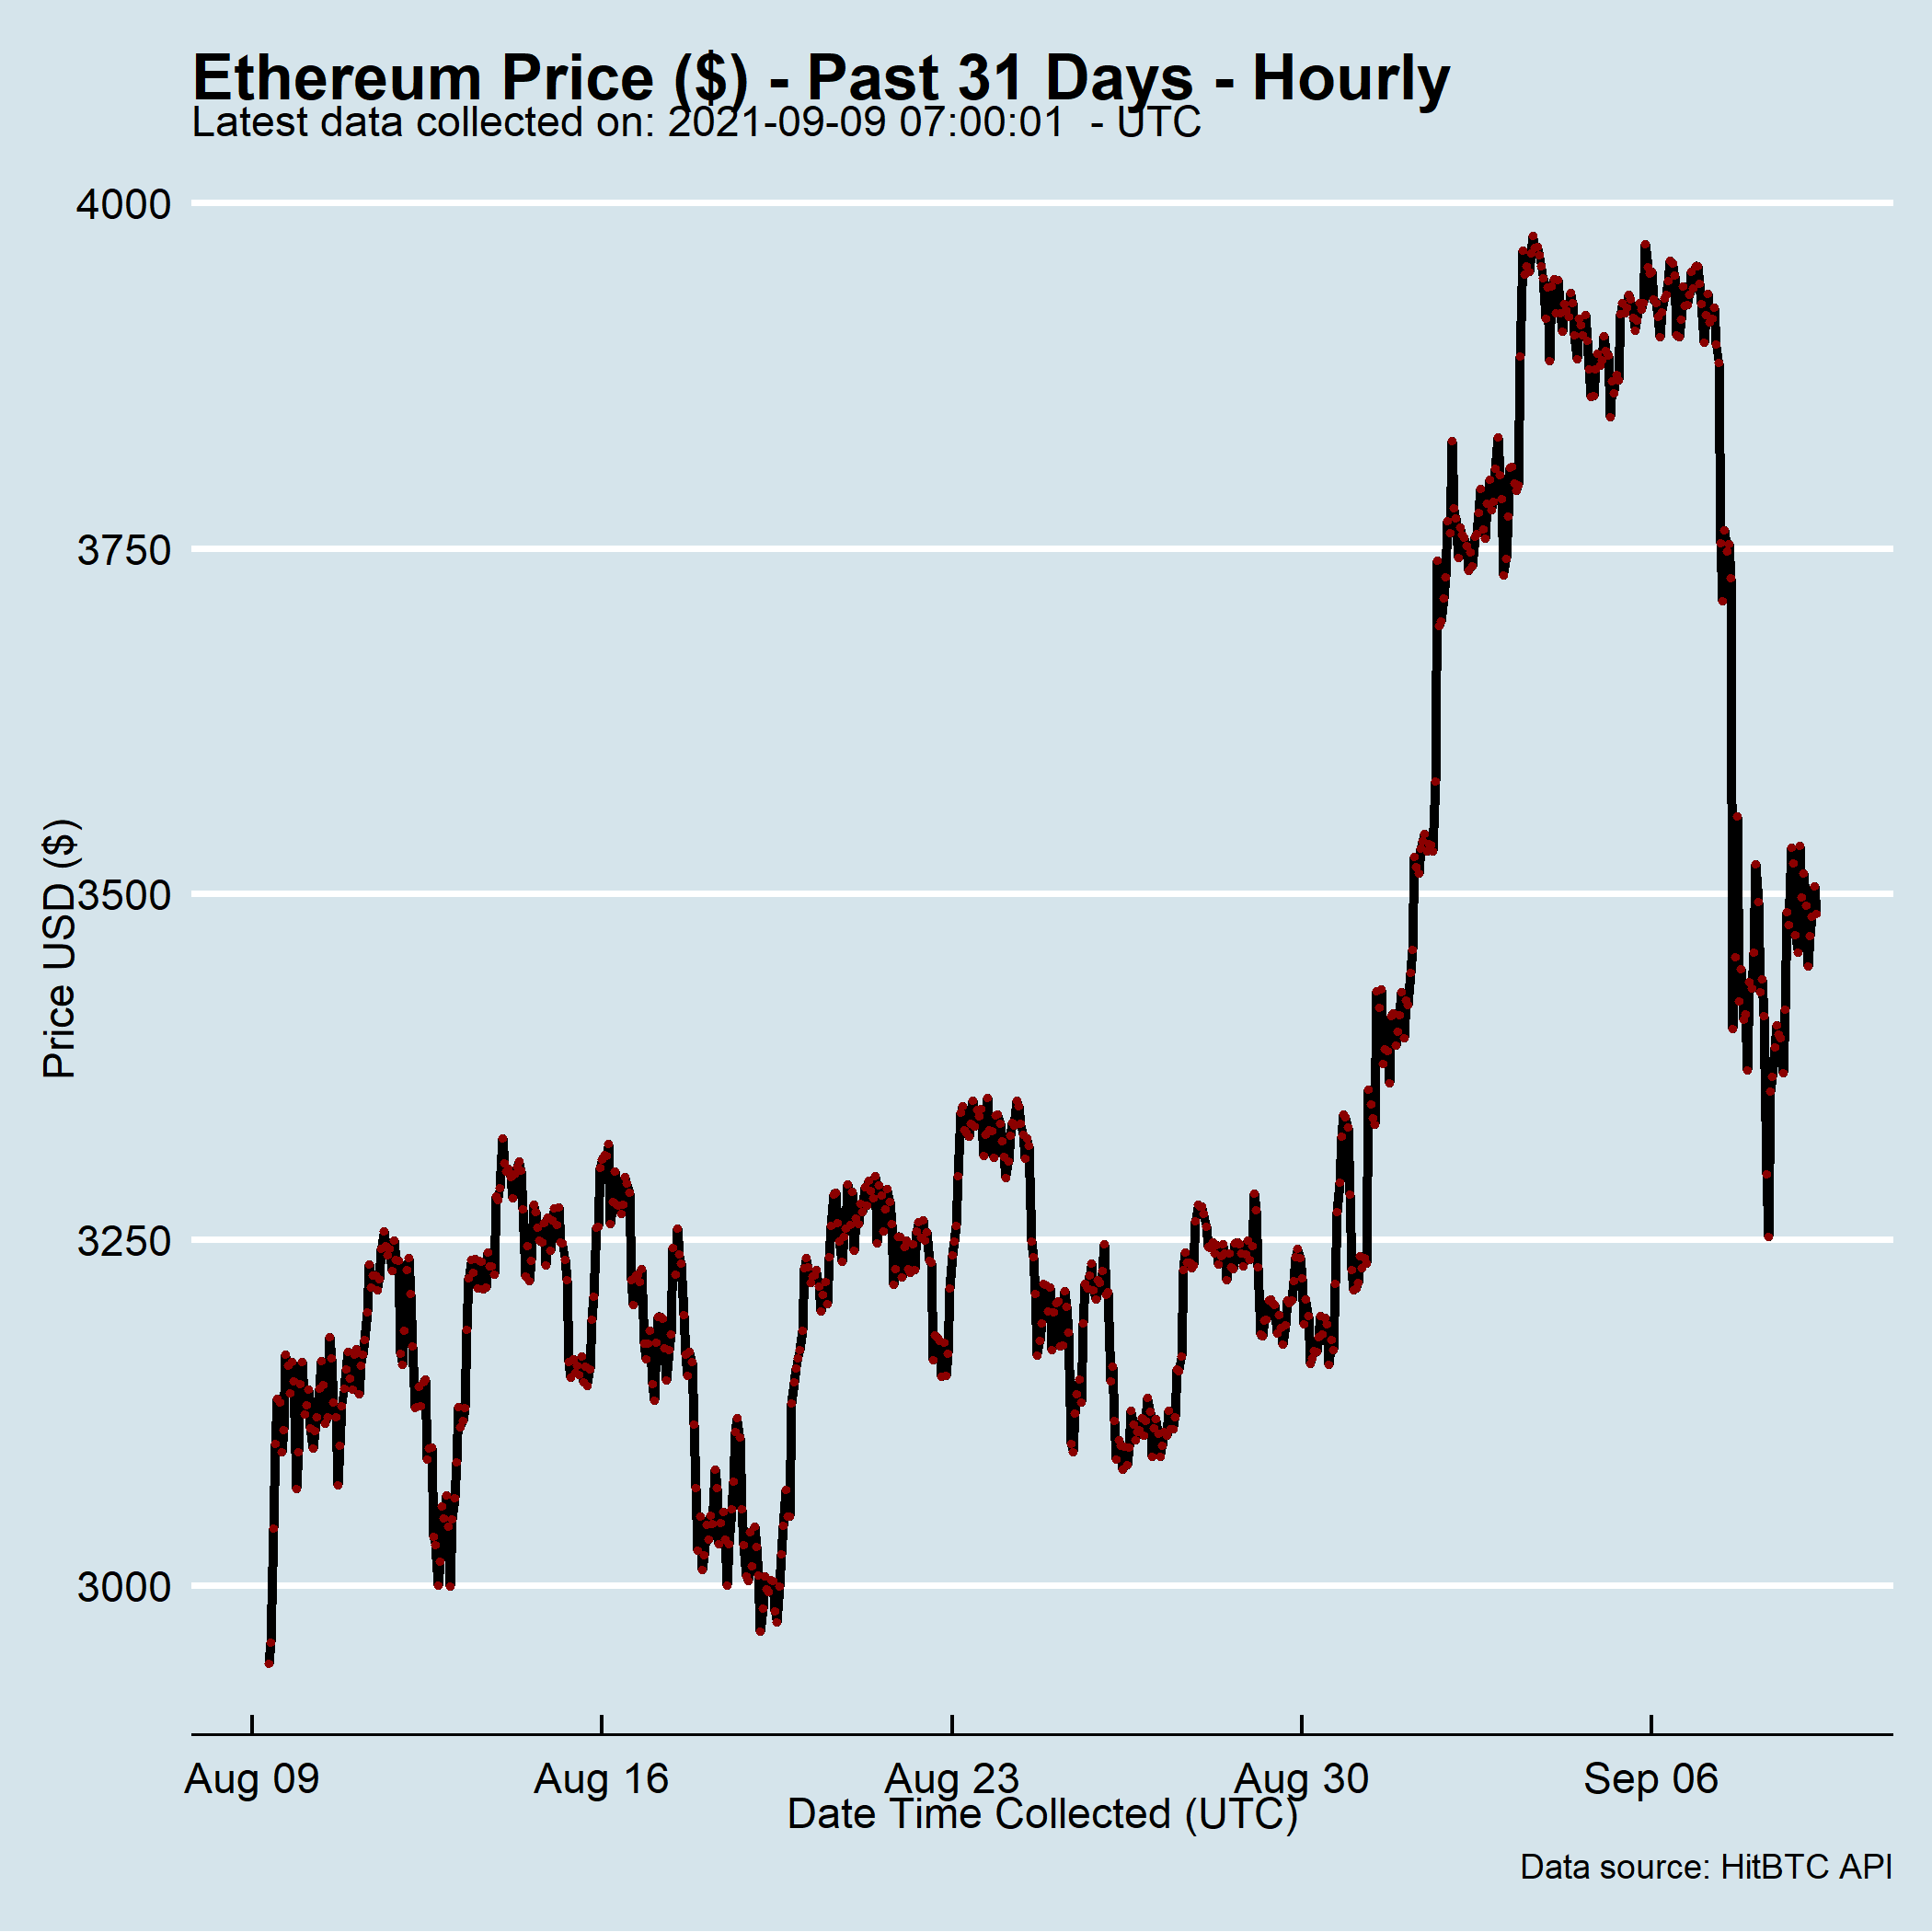 Ethereum Price ($) - Past 31 Days - Hourly
Latest data collected on: 2021-09-09 07:00:01  - UTC
4000
3750
3500
3250
3000
Price USD ($)
Aug 09
Aug 16
Aug 23
Aug 30
Sep 06
Date Time Collected (UTC)
Data source: HitBTC API